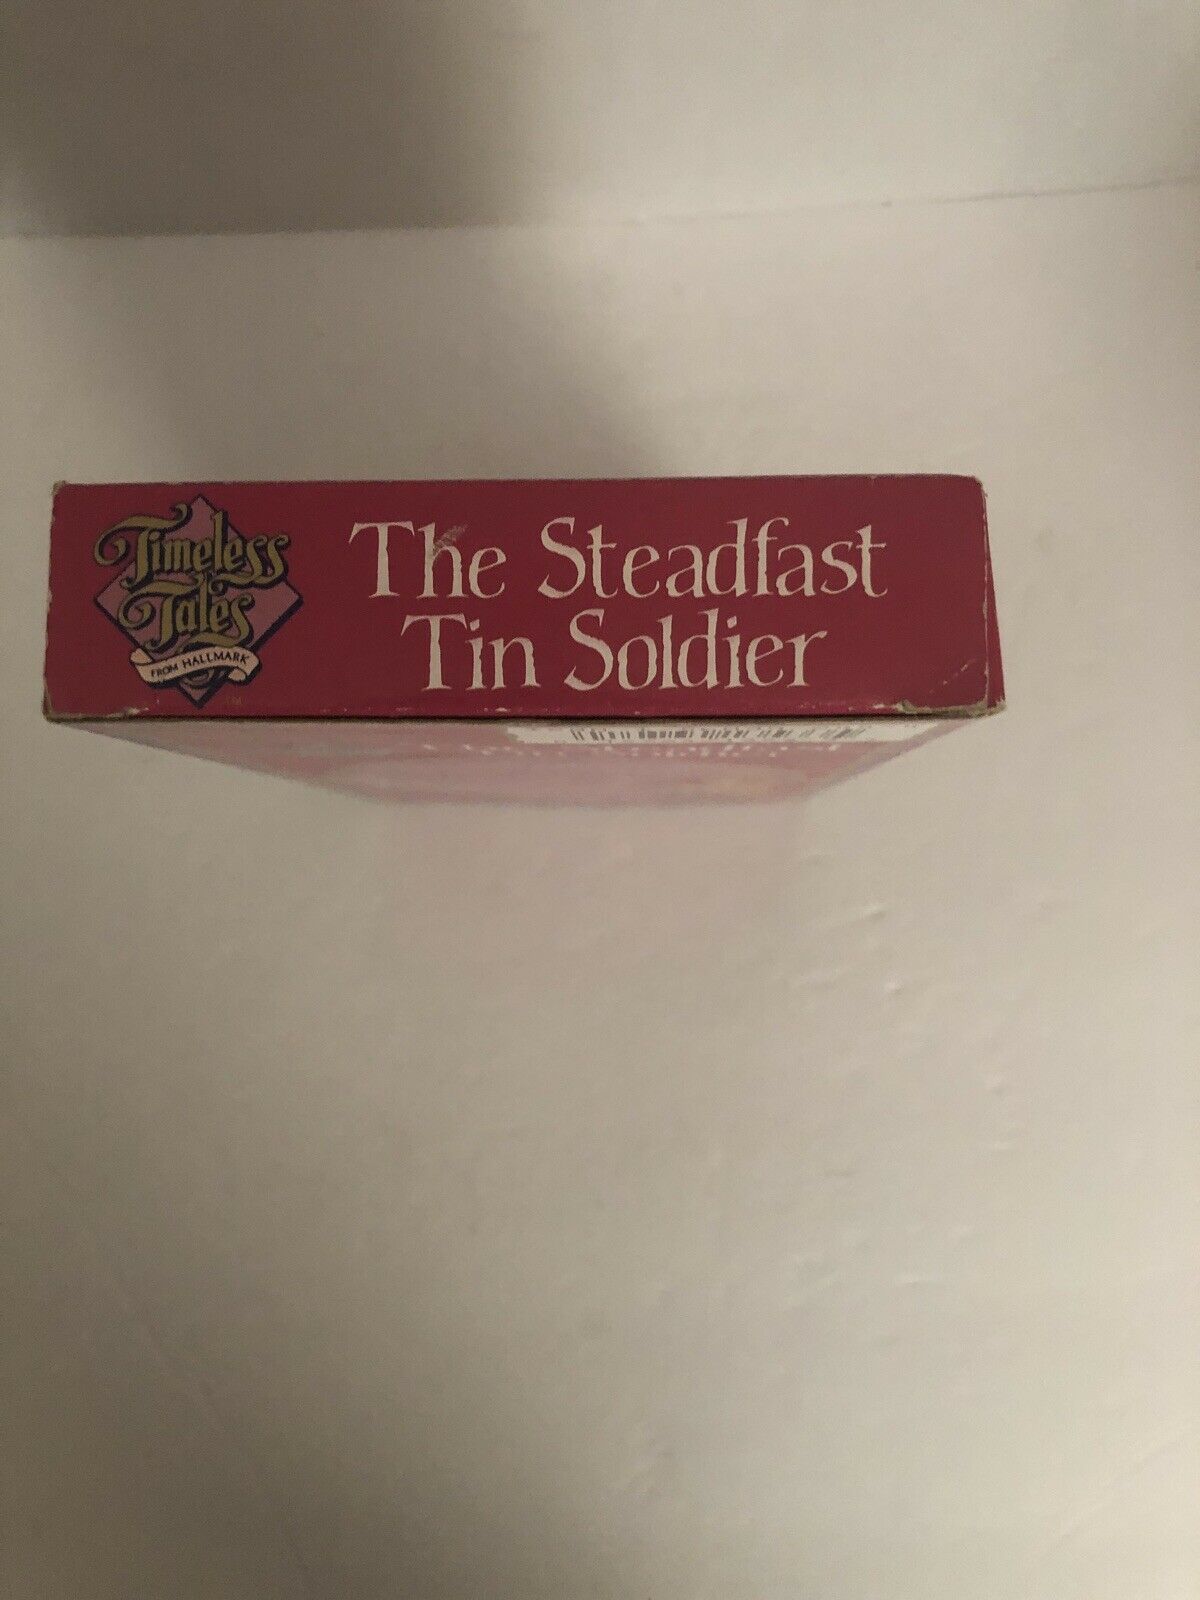 Timeless
Tales
FROM HALLMARK
The Steadfast
Tin Soldier